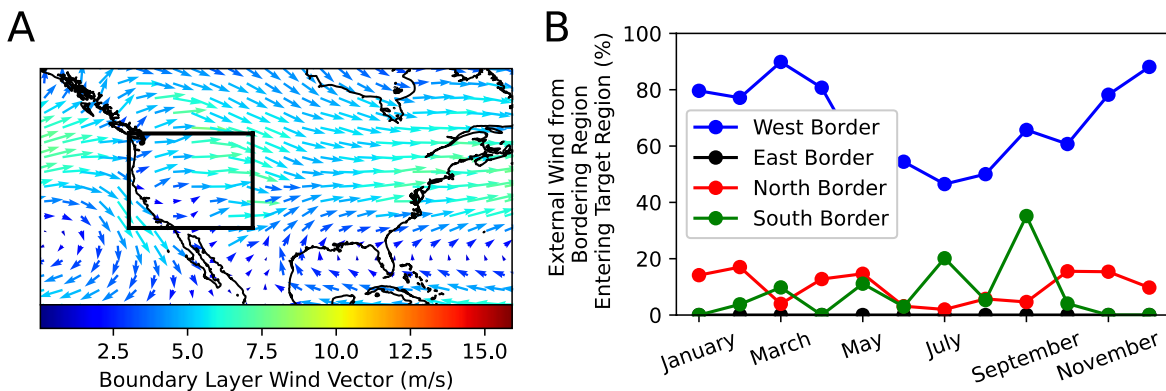 A
2.5 5.0 7.5 10.0 12.5 15.0
Boundary Layer Wind Vector (m/s)
B
External Wind from
Bordering Region
Entering Target Region (%)
100
80
60
40
20
0
West Border
East Border
North Border
South Border
January March May July September November